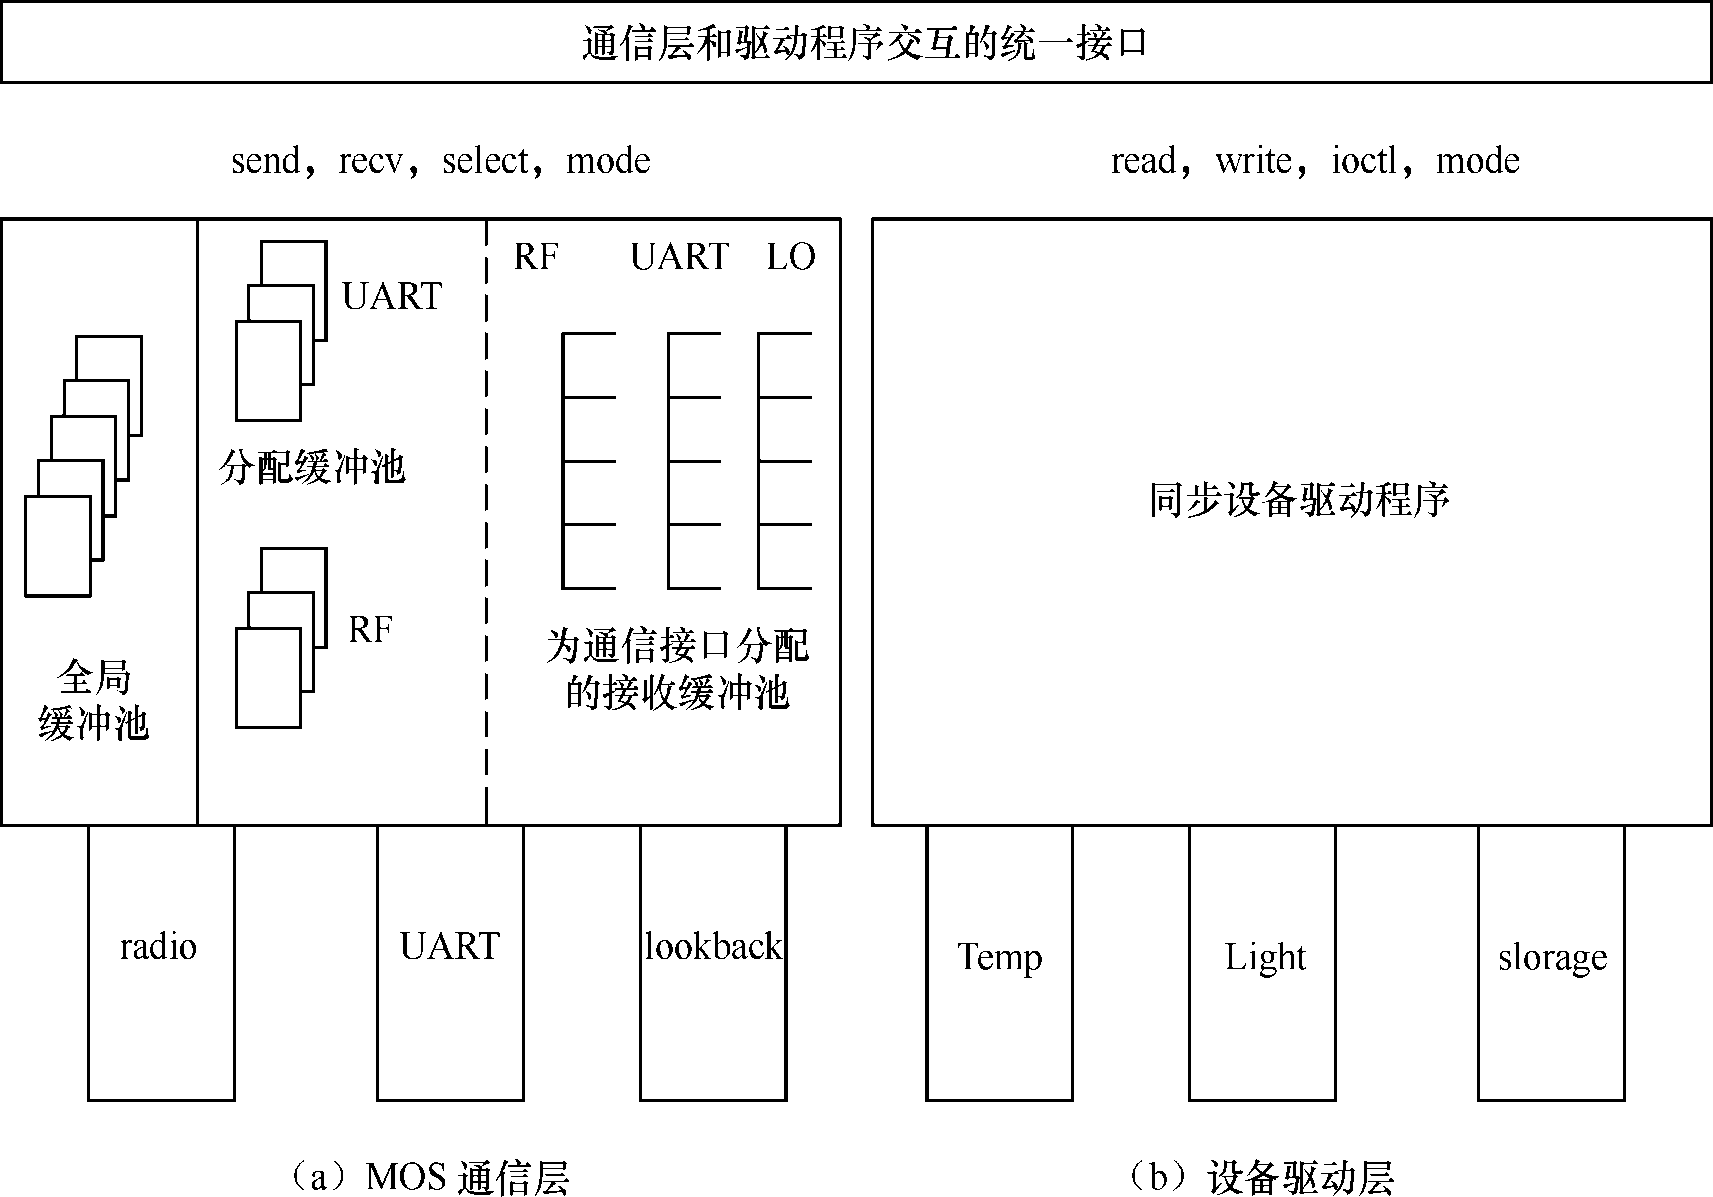 通信层和驱动程序交互的统一接口
send，recv，select，mode
read，write，ioctl，mode
RF UART LO
UART
分配缓冲池
RF
全局
缓冲池
为通信接口分配
的接收缓冲池
同步设备驱动程序
radio
UART
lookback
Temp
Light
slorage
（a）MOS 通信层
（b）设备驱动层